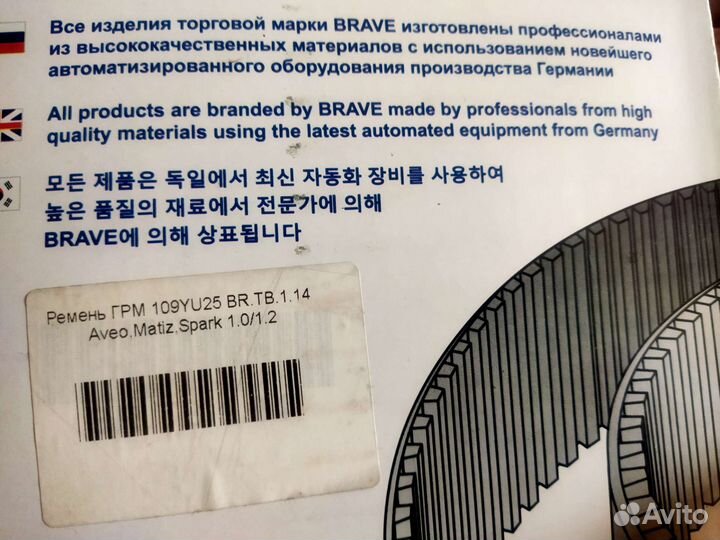 Все изделия торговой марки BRAVE изготовлены профессионалами
из высококачественных материалов с использованием новейшего
автоматизированного оборудования производства Германии
All products are branded by BRAVE made by professionals from high
quality materials using the latest automated equipment from Germany
모든 제품은 독일에서 최신 자동화 장비를 사용하여
높은 품질의 재료에서 전문가에 의해
BRAVE에 의해 상표됩니다
Ремень ГРМ 109YU25 BR.TB.1.14
Aveo,Matiz,Spark 1.0/1.2
Avito